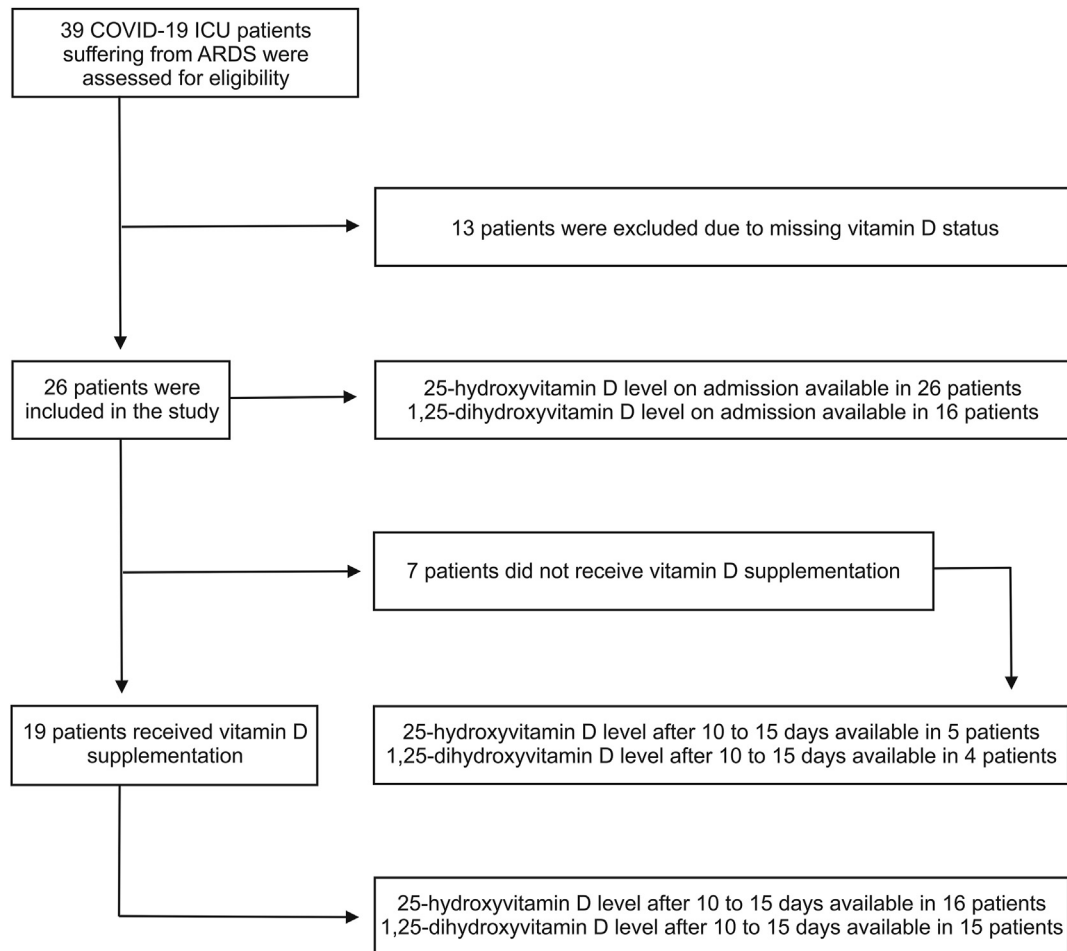 39 COVID-19 ICU patients
suffering from ARDS were
assessed for eligibility
13 patients were excluded due to missing vitamin D status
26 patients were
included in the study
25-hydroxyvitamin D level on admission available in 26 patients
1,25-dihydroxyvitamin D level on admission available in 16 patients
7 patients did not receive vitamin D supplementation
19 patients received vitamin D
supplementation
25-hydroxyvitamin D level after 10 to 15 days available in 5 patients
1,25-dihydroxyvitamin D level after 10 to 15 days available in 4 patients
25-hydroxyvitamin D level after 10 to 15 days available in 16 patients
1,25-dihydroxyvitamin D level after 10 to 15 days available in 15 patients